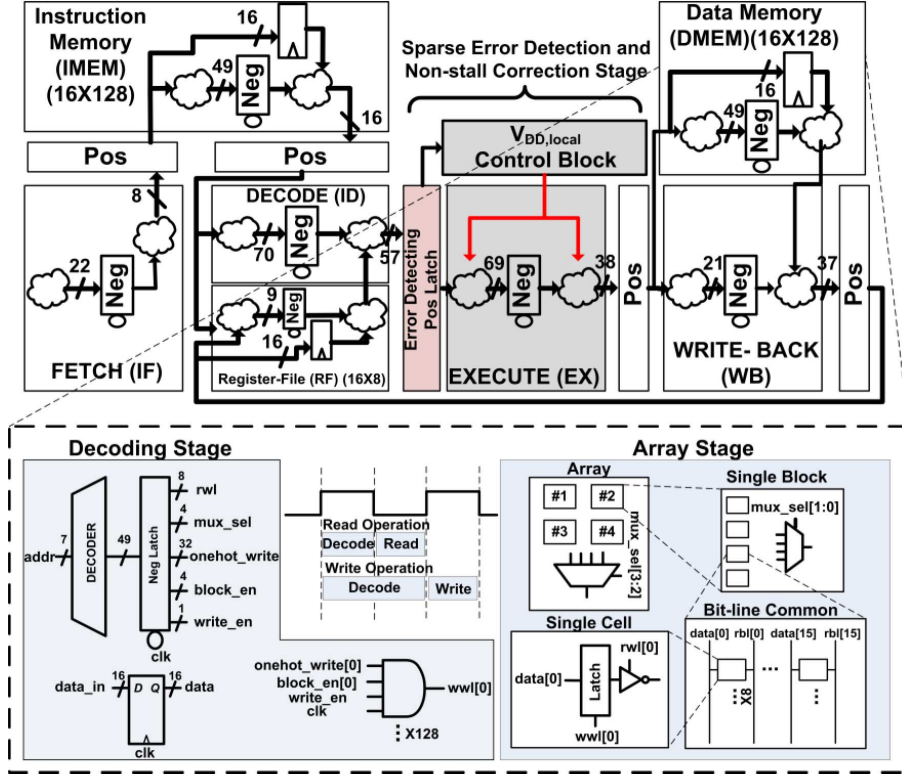 Instruction
Memory
(IMEM)
(16X128)
16
49
Neg
16
Pos
Pos
8
22
Neg
FETCH (IF)
DECODE (ID)
70
Neg
57
9
Neg
16
Register-File (RF) (16X8)
Sparse Error Detection and
Non-stall Correction Stage
VDD,local
Control Block
Error Detecting
Pos Latch
69
Neg
38
EXECUTE (EX)
Pos
Data Memory
(DMEM)(16X128)
16
49
Neg
21
Neg
37
WRITE- BACK
(WB)
Pos
Decoding Stage
addr
7
DECODER
49
Neg Latch
clk
8
rwl
4
mux_sel
32
onehot_write
4
block_en
1
write_en
data_in
16
D Q
16
data
clk
Read Operation
Decode
Read
Write Operation
Decode
Write
onehot_write[0]
block_en[0]
write_en
clk
wwl[0]
X128
Array Stage
Array
#1
#2
#3
#4
mux_sel[3:2]
Single Block
mux_sel[1:0]
Single Cell
data[0]
Latch
rwl[0]
wwl[0]
Bit-line Common
data[0] rbl[0] data[15] rbl[15]
X8